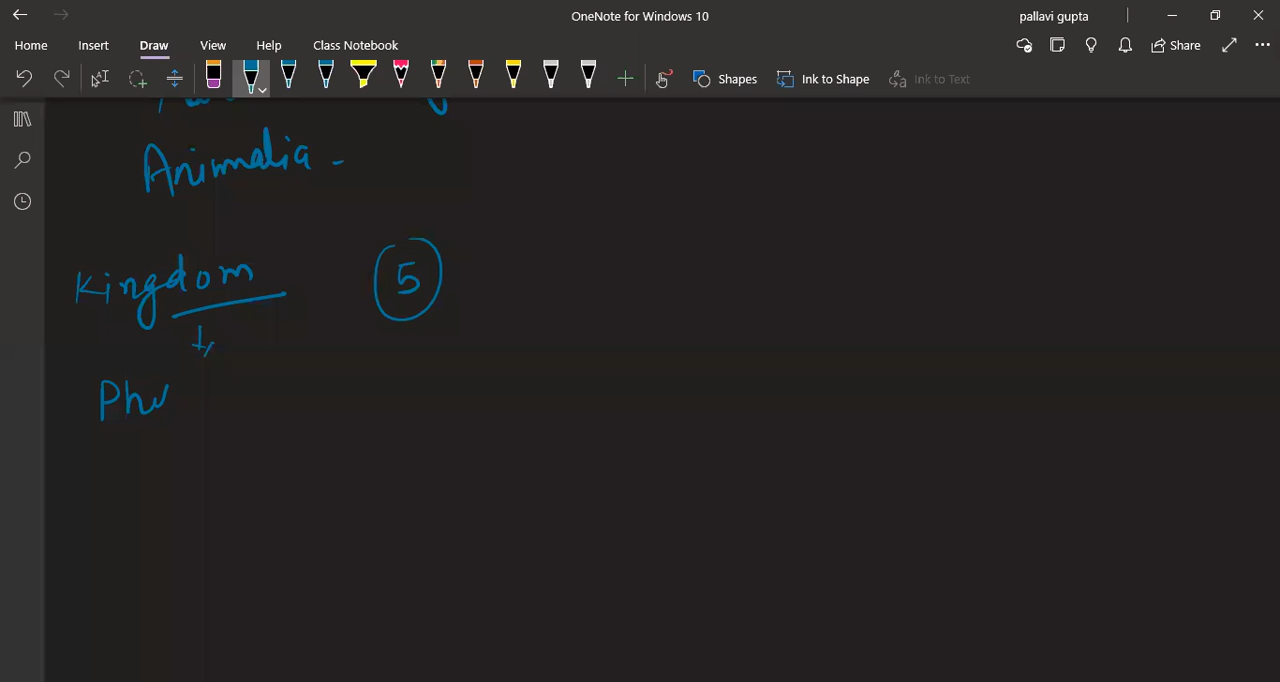 OneNote for Windows 10
pallavi gupta
Home Insert Draw View Help Class Notebook
Share
Shapes Ink to Shape Ink to Text
Animalia -
Kingdom 5
Phy